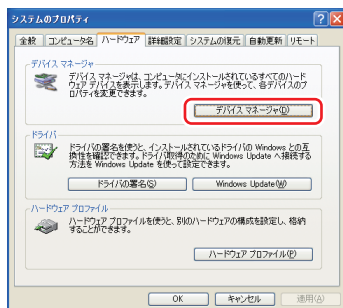 システムのプロパティ
全般 コンピュータ名 ハードウェア 詳細設定 システムの復元 自動更新 リモート
デバイス マネージャ
デバイス マネージャは、コンピュータにインストールされているすべてのハード
ウェア デバイスを表示します。デバイス マネージャを使って、各デバイスのプ
ロパティを変更できます。
デバイス マネージャ(D)
ドライバ
ドライバの署名を使うと、インストールされているドライバの Windows との互
換性を確認できます。ドライバ取得のために Windows Update へ接続する
方法を Windows Update を使って設定できます。
ドライバの署名(S) Windows Update(W)
ハードウェア プロファイル
ハードウェア プロファイルを使うと、別のハードウェアの構成を設定し、格納
することができます。
ハードウェア プロファイル(P)
OK キャンセル 適用(A)